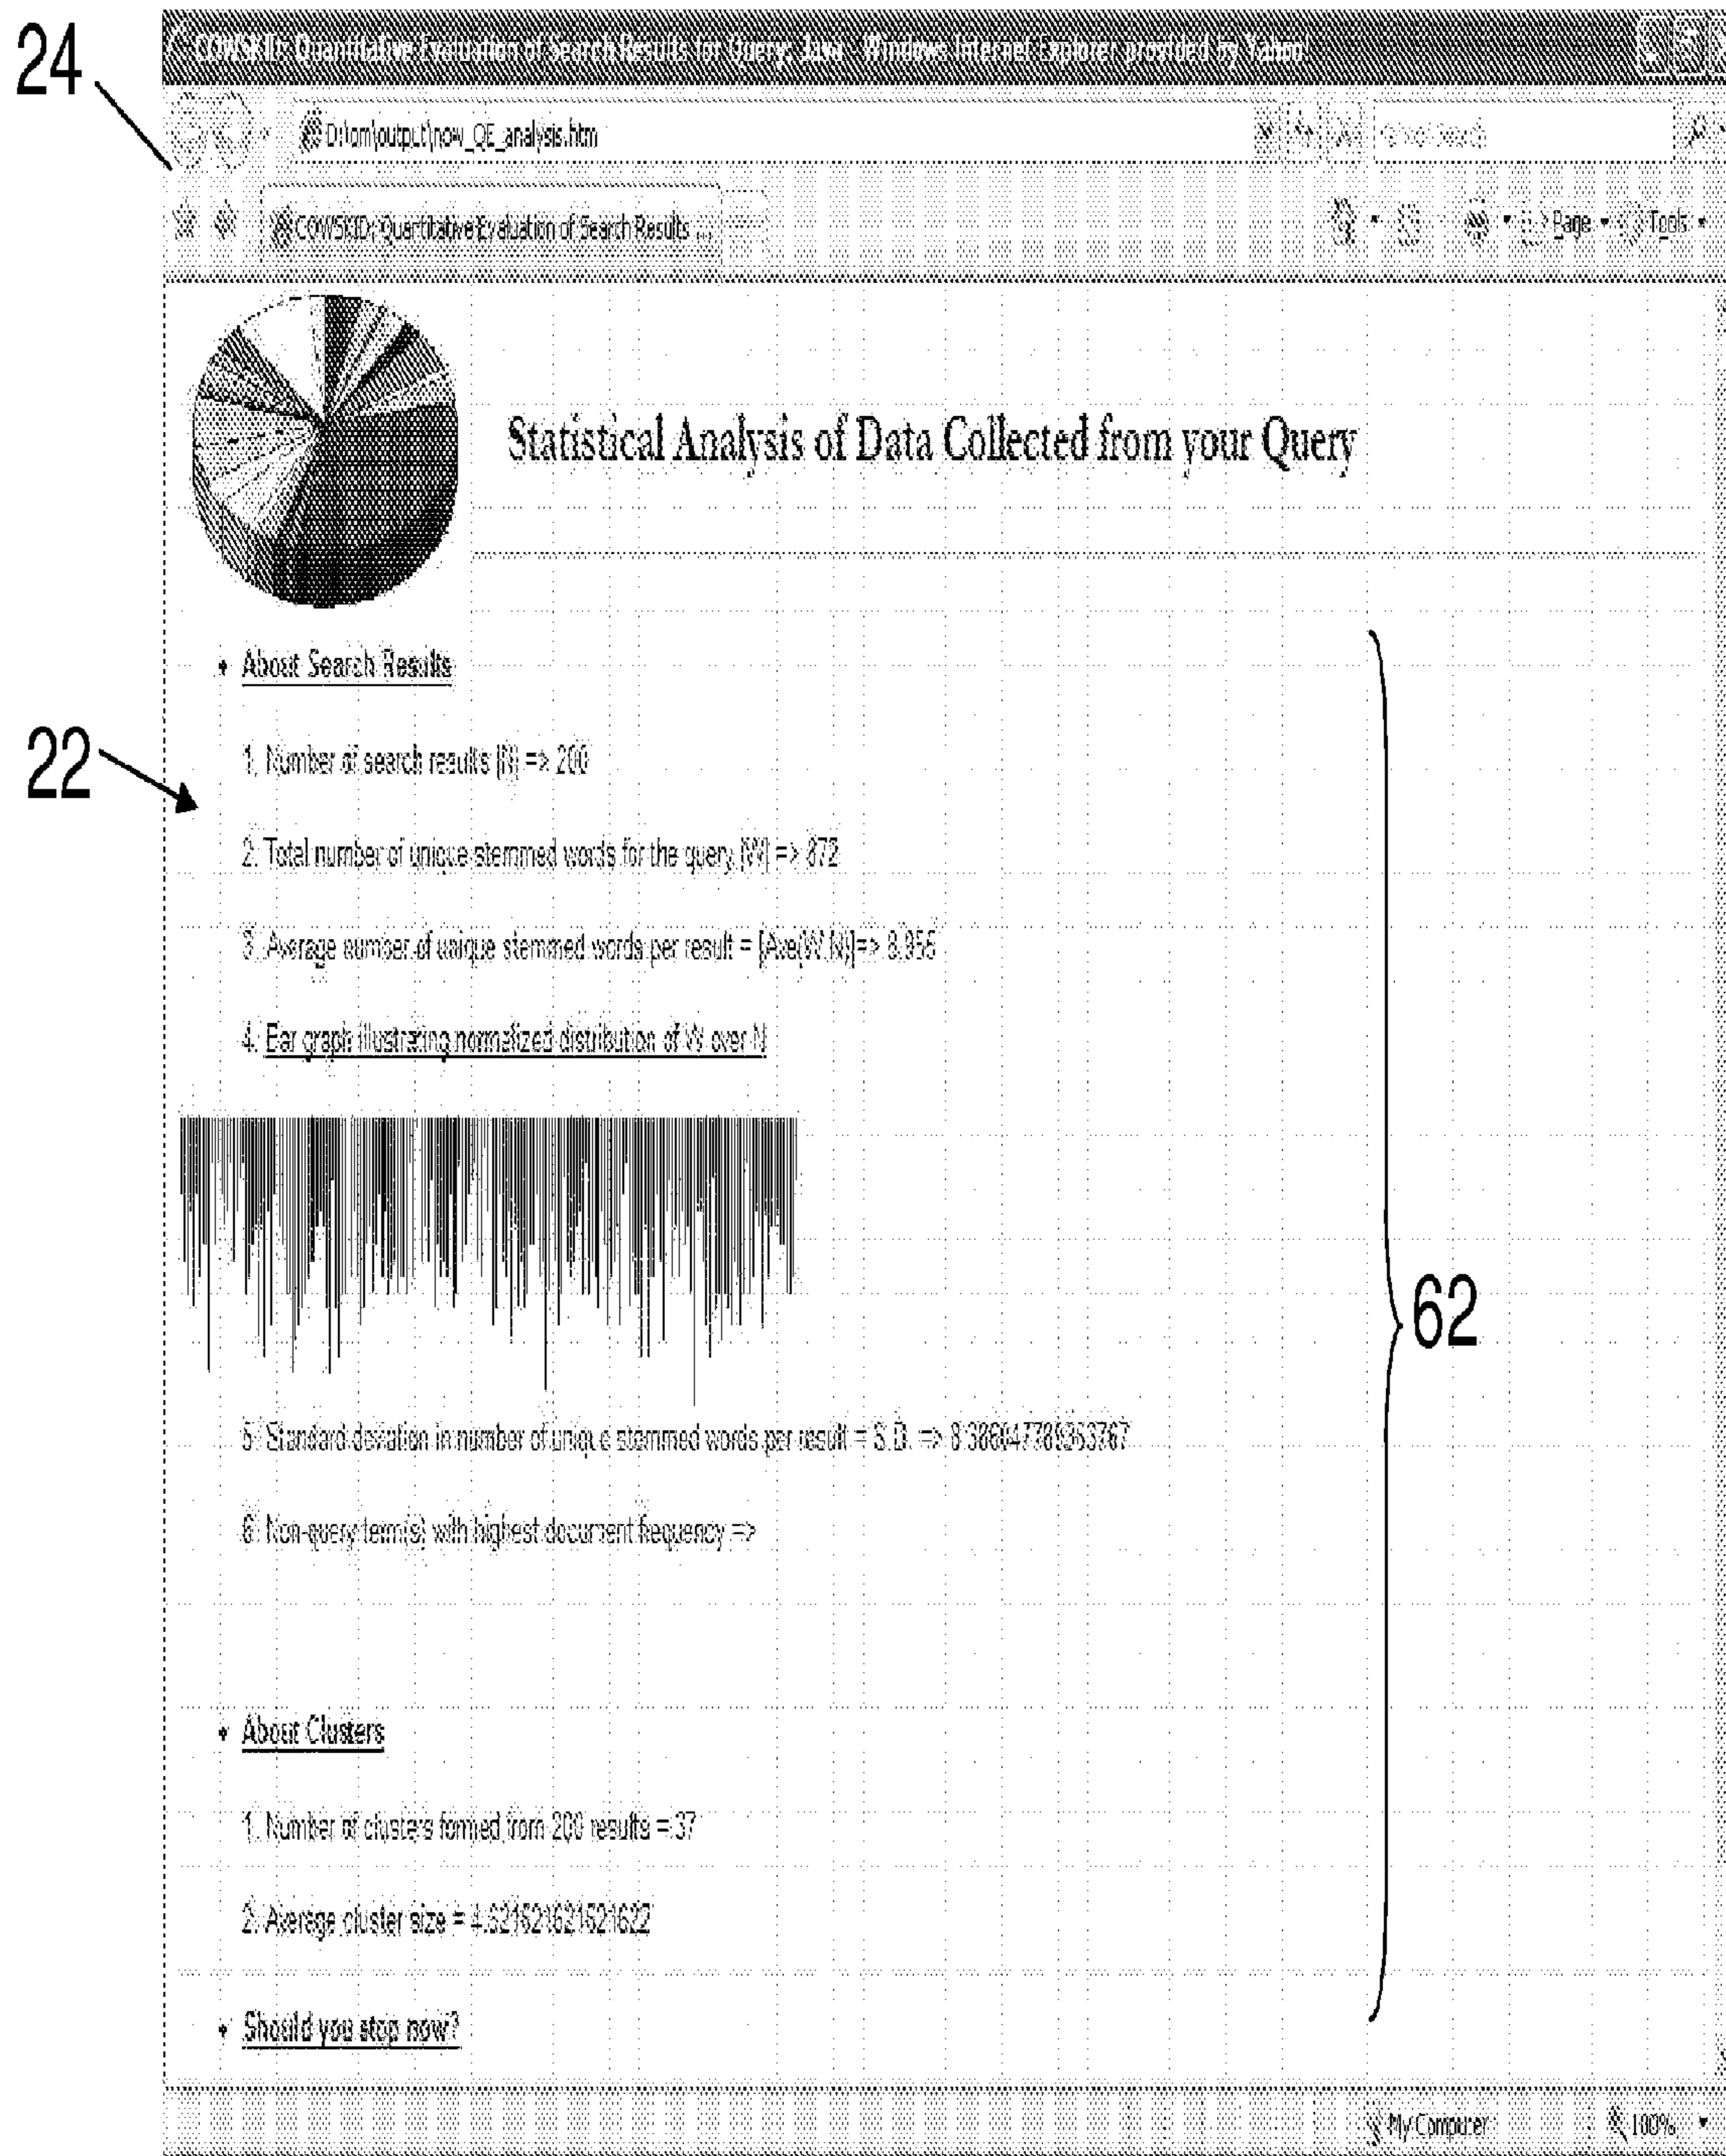 24
COWSKID: Quantitative Evaluation of Search Results for Query: Java - Windows Internet Explorer provided by Yahoo!
D:\om\output\now_QE_analysis.htm
COWSKID: Quantitative Evaluation of Search Results ...
Page
Tools
Statistical Analysis of Data Collected from your Query
• About Search Results
22
1. Number of search results [N] => 200
2. Total number of unique stemmed words for the query [W] => 872
3. Average number of unique stemmed words per result = [Ave(W,N)]=> 8.955
4. Bar graph illustrating normalized distribution of W over N
62
5. Standard deviation in number of unique stemmed words per result = S.D. =>
6. Non-query term(s) with highest document frequency =>
• About Clusters
1. Number of clusters formed from 200 results = 37
2. Average cluster size =
• Should you stop now?
My Computer
100%